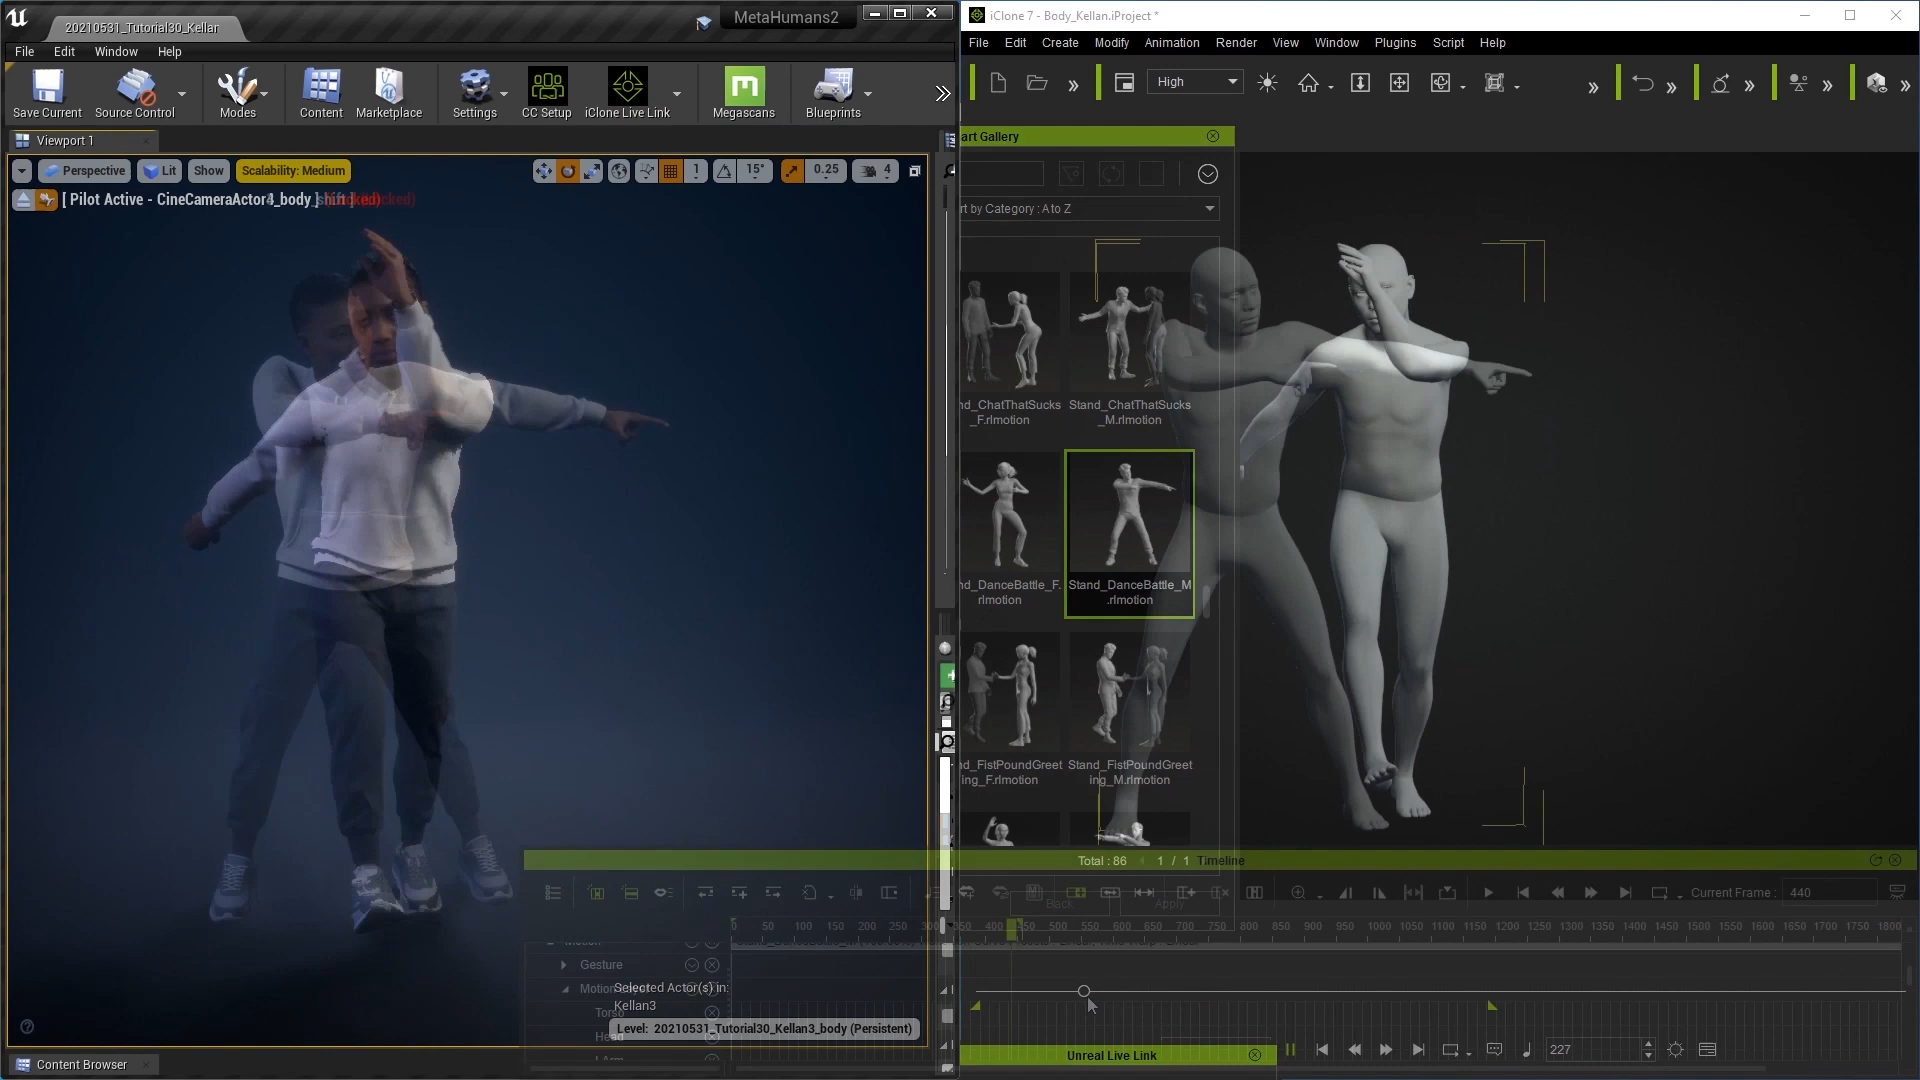 20210531_Tutorial30_Kellar
MetaHumans2
File Edit Window Help
Save Current
Source Control
Modes
Content
Marketplace
Settings
CC Setup
iClone Live Link
Megascans
Blueprints
Viewport 1
Perspective
Lit
Show
Scalability: Medium
1
15°
0.25
4
[ Pilot Active - CineCameraActor4_body ]
Selected Actor(s) in:
Kellan3
Level: 20210531_Tutorial30_Kellan3_body (Persistent)
Content Browser
iClone 7 - Body_Kellan.iProject *
File Edit Create Modify Animation Render View Window Plugins Script Help
High
art Gallery
rt by Category : A to Z
nd_ChatThatSucks
_F.rlmotion
Stand_ChatThatSucks
_M.rlmotion
nd_DanceBattle_F.
rlmotion
Stand_DanceBattle_M
.rlmotion
nd_FistPoundGreet
ing_F.rlmotion
Stand_FistPoundGreet
ing_M.rlmotion
Total : 86 1 / 1
Timeline
Back
Apply
Current Frame : 440
0 50 100 150 200 250 300 350 400 450 500 550 600 650 700 750 800 850 900 950 1000 1050 1100 1150 1200 1250 1300 1350 1400 1450 1500 1550 1600 1650 1700 1750 1800
Gesture
Motion
Torso
Head
Unreal Live Link
227